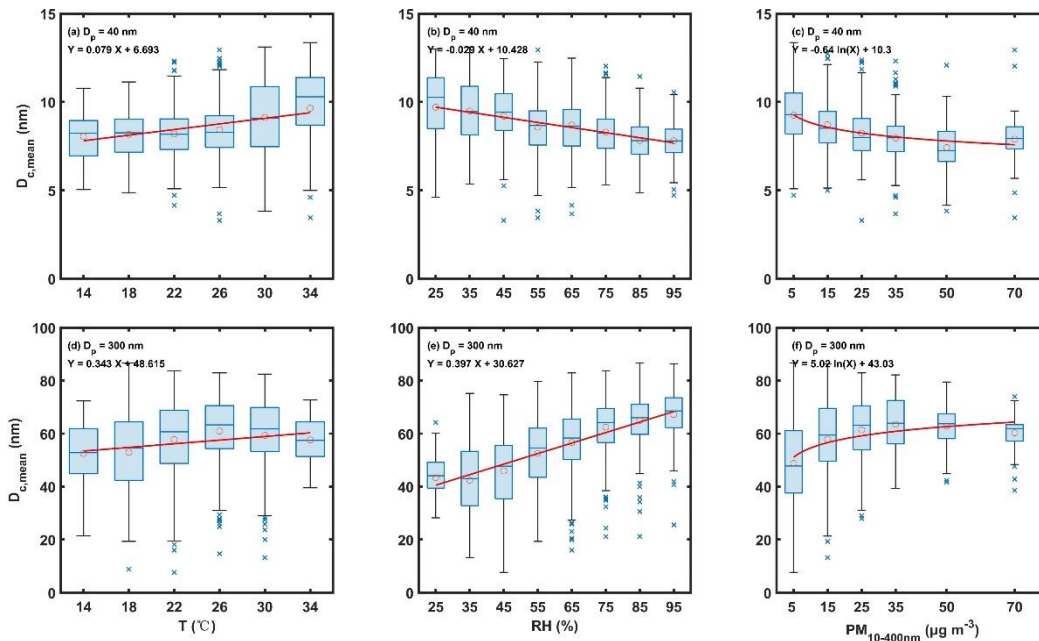 (a) Dp = 40 nm
Y = 0.079 X + 6.693
(b) Dp = 40 nm
Y = -0.029 X + 10.428
(c) Dp = 40 nm
Y = -0.64 ln(X) + 10.3
Dc,mean (nm)
15
10
5
0
14 18 22 26 30 34
15
10
5
0
25 35 45 55 65 75 85 95
15
10
5
0
5 15 25 35 50 70
(d) Dp = 300 nm
Y = 0.343 X + 48.615
(e) Dp = 300 nm
Y = 0.397 X + 30.627
(f) Dp = 300 nm
Y = 5.02 ln(X) + 43.03
Dc,mean (nm)
100
80
60
40
20
0
14 18 22 26 30 34
T (℃)
100
80
60
40
20
0
25 35 45 55 65 75 85 95
RH (%)
100
80
60
40
20
0
5 15 25 35 50 70
PM10-400nm (μg m-3)